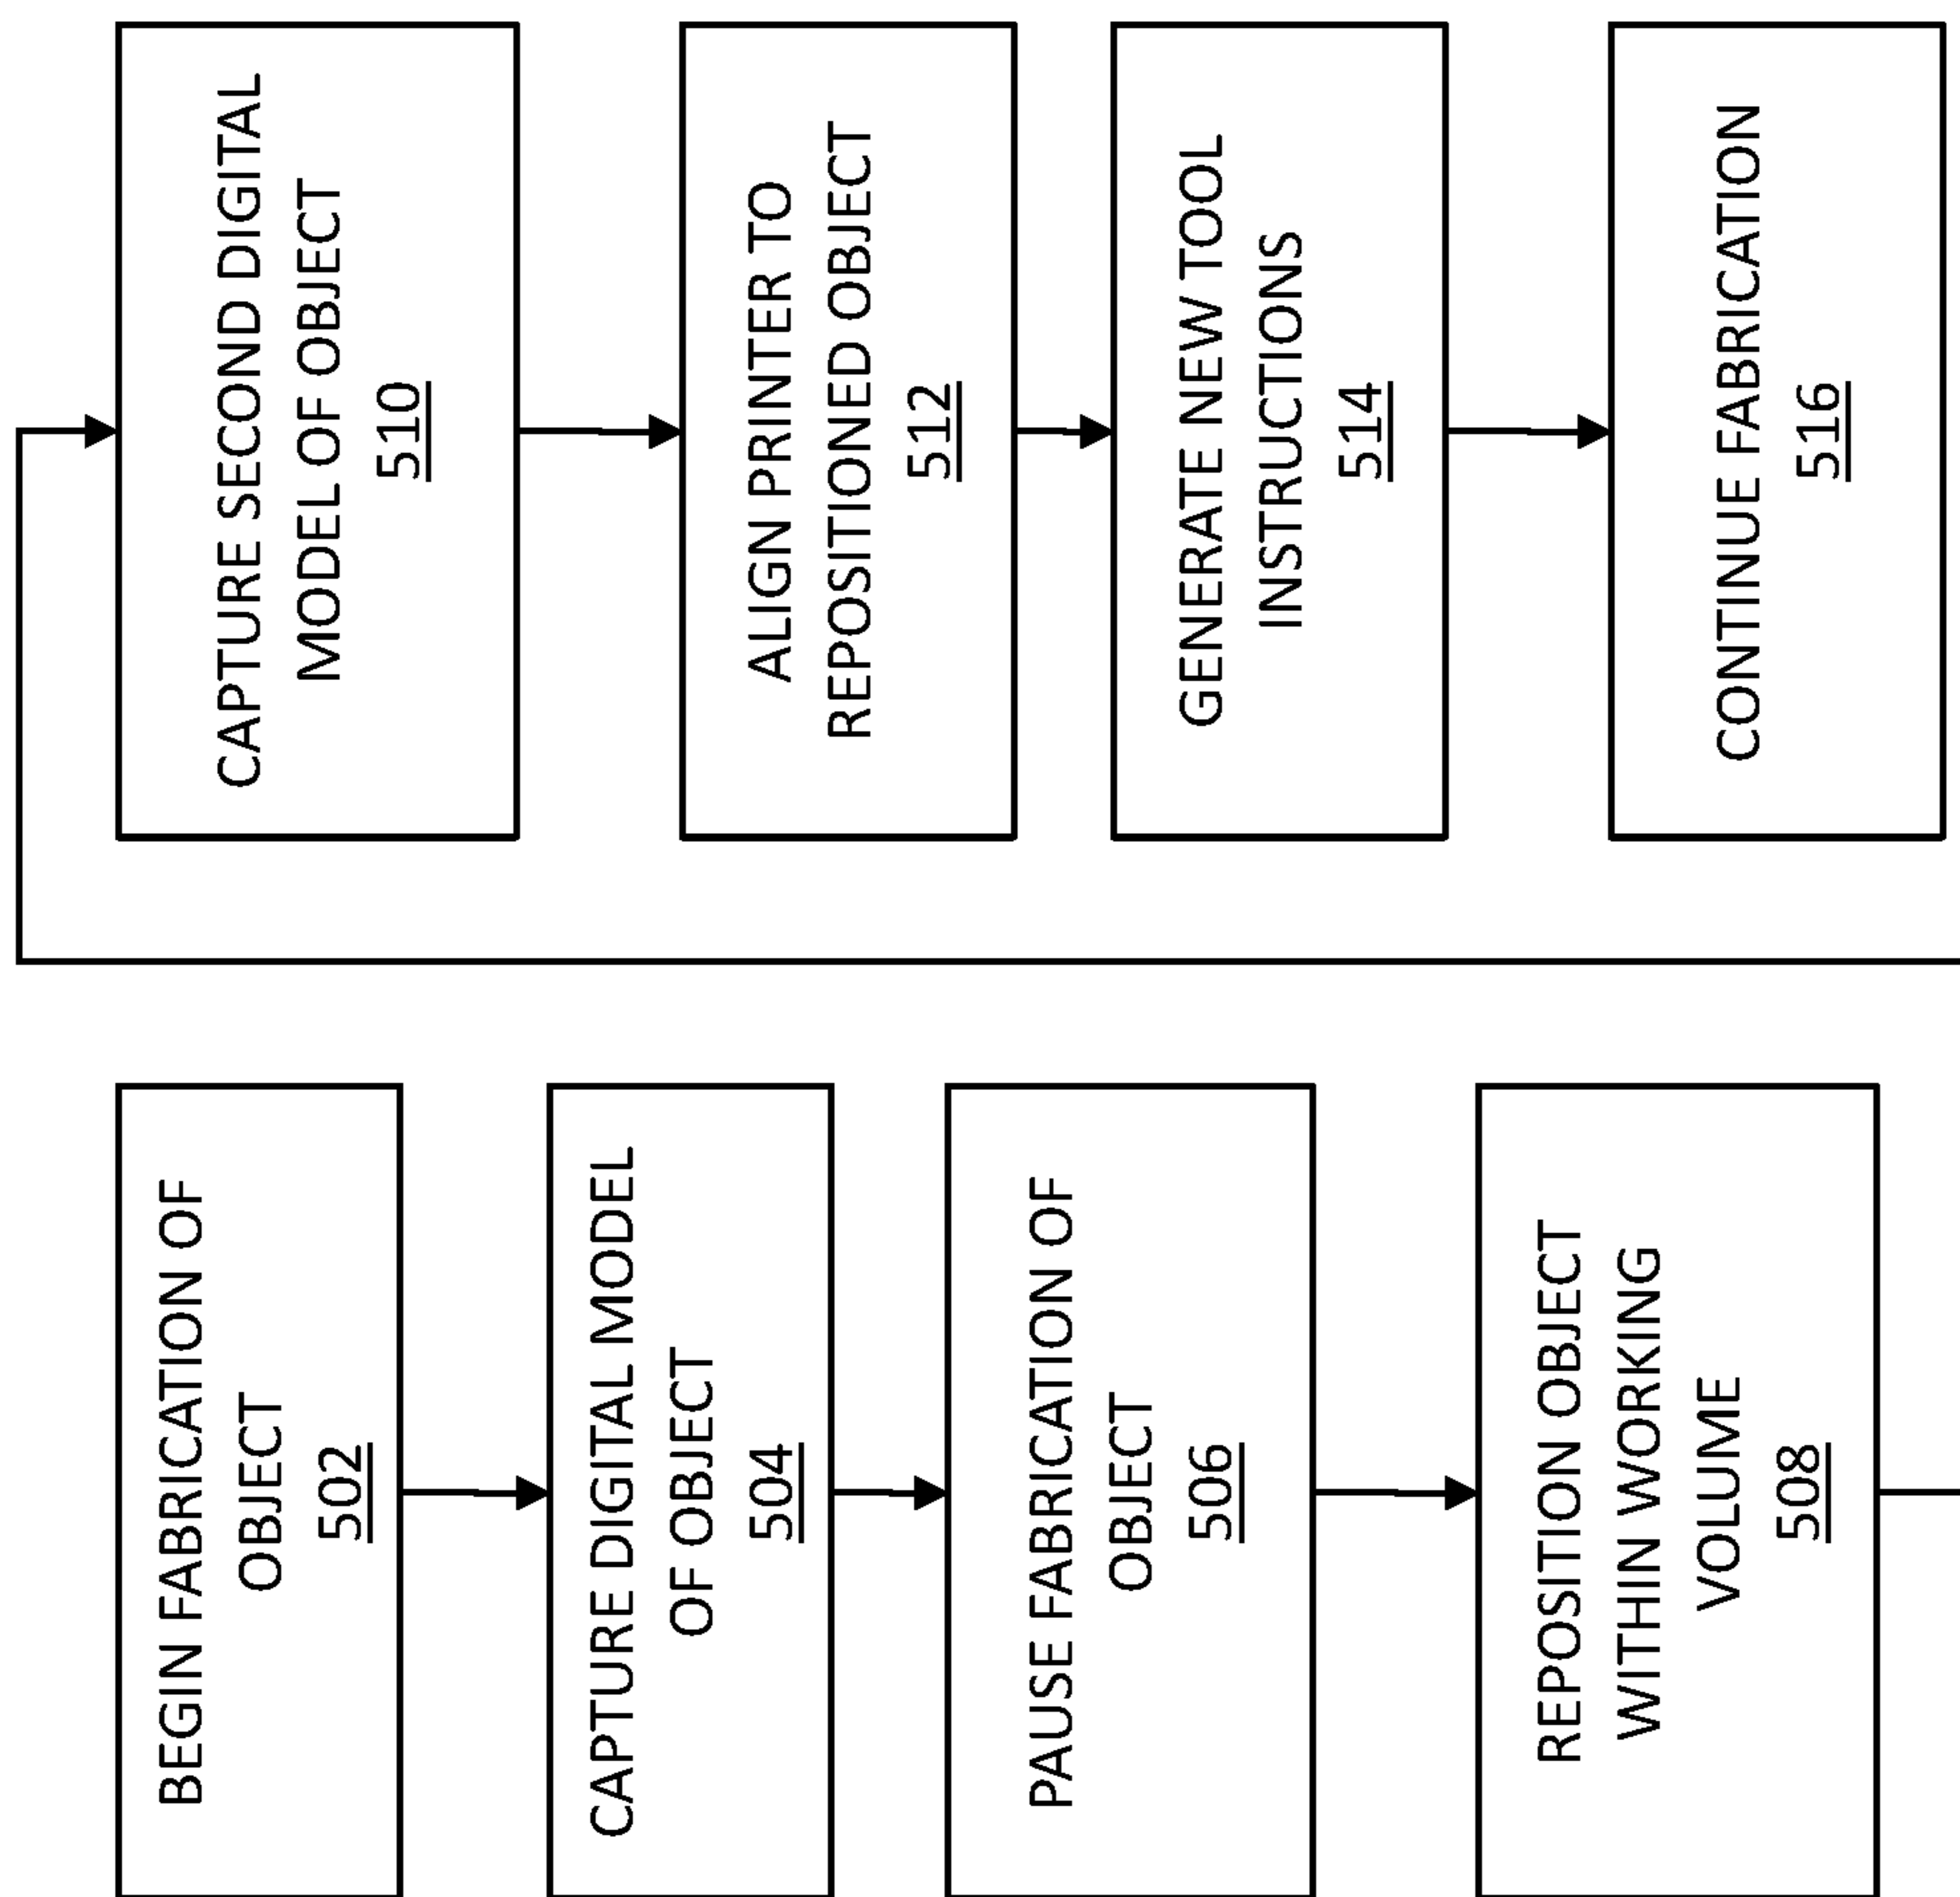 BEGIN FABRICATION OF
OBJECT
502
CAPTURE DIGITAL MODEL
OF OBJECT
504
PAUSE FABRICATION OF
OBJECT
506
REPOSITION OBJECT
WITHIN WORKING
VOLUME
508
CAPTURE SECOND DIGITAL
MODEL OF OBJECT
510
ALIGN PRINTER TO
REPOSITIONED OBJECT
512
GENERATE NEW TOOL
INSTRUCTIONS
514
CONTINUE FABRICATION
516